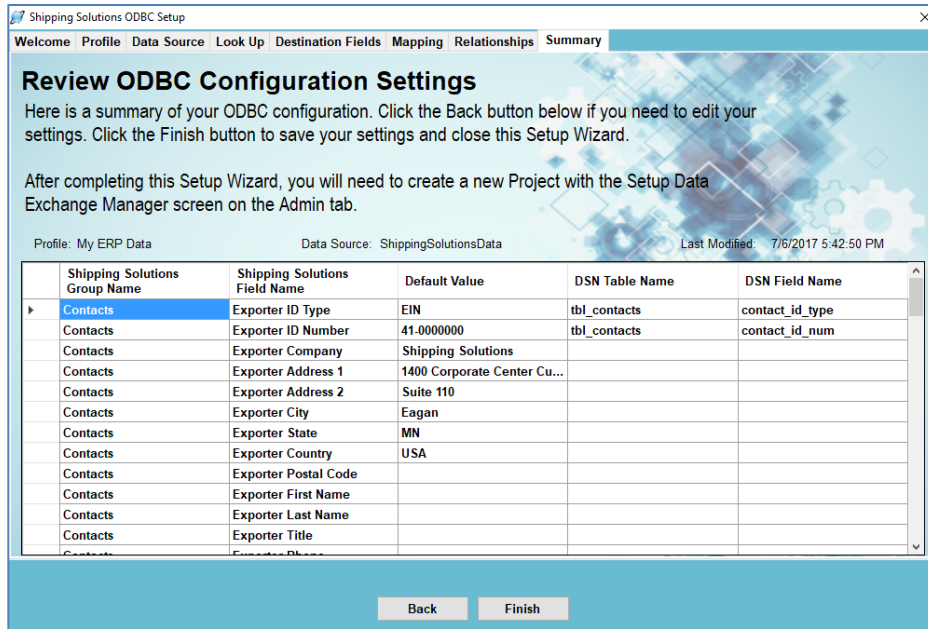 Shipping Solutions ODBC Setup
Welcome Profile Data Source Look Up Destination Fields Mapping Relationships Summary
Review ODBC Configuration Settings
Here is a summary of your ODBC configuration. Click the Back button below if you need to edit your
settings. Click the Finish button to save your settings and close this Setup Wizard.
After completing this Setup Wizard, you will need to create a new Project with the Setup Data
Exchange Manager screen on the Admin tab.
Profile: My ERP Data Data Source: ShippingSolutionsData Last Modified: 7/6/2017 5:42:50 PM
Shipping Solutions Group Name Shipping Solutions Field Name Default Value DSN Table Name DSN Field Name
Contacts Exporter ID Type EIN tbl_contacts contact_id_type
Contacts Exporter ID Number 41-0000000 tbl_contacts contact_id_num
Contacts Exporter Company Shipping Solutions
Contacts Exporter Address 1 1400 Corporate Center Cu...
Contacts Exporter Address 2 Suite 110
Contacts Exporter City Eagan
Contacts Exporter State MN
Contacts Exporter Country USA
Contacts Exporter Postal Code
Contacts Exporter First Name
Contacts Exporter Last Name
Contacts Exporter Title
Contacts Exporter Phone
Back Finish